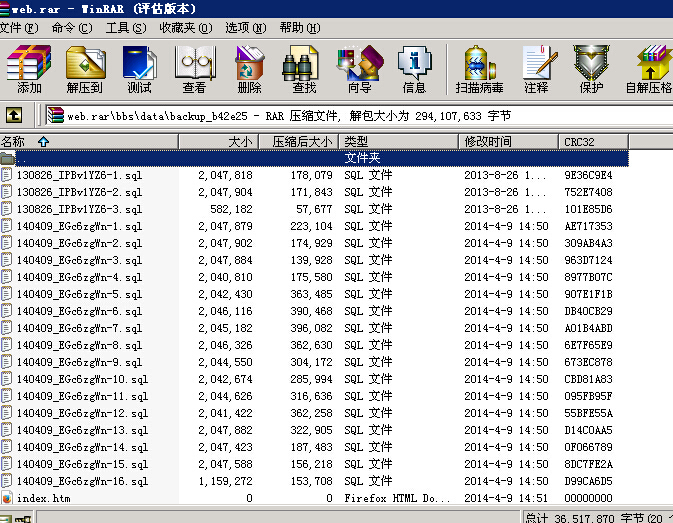 web.rar - WinRAR (评估版本)
文件(F) 命令(C) 工具(S) 收藏夹(O) 选项(N) 帮助(H)
添加 解压到 测试 查看 删除 查找 向导 信息 扫描病毒 注释 保护 自解压格
web.rar\bbs\data\backup_b42e25 - RAR 压缩文件, 解包大小为 294,107,633 字节
名称 大小 压缩后大小 类型 修改时间 CRC32
.. 文件夹
130826_IPBv1YZ6-1.sql 2,047,818 178,079 SQL 文件 2013-8-26 1... 9E36C9E4
130826_IPBv1YZ6-2.sql 2,047,904 171,843 SQL 文件 2013-8-26 1... 752E7408
130826_IPBv1YZ6-3.sql 582,182 57,677 SQL 文件 2013-8-26 1... 101E85D6
140409_EGc6zgWn-1.sql 2,047,879 223,104 SQL 文件 2014-4-9 14:50 AE717353
140409_EGc6zgWn-2.sql 2,047,902 174,929 SQL 文件 2014-4-9 14:50 309AB4A3
140409_EGc6zgWn-3.sql 2,047,884 139,928 SQL 文件 2014-4-9 14:50 963D7124
140409_EGc6zgWn-4.sql 2,040,810 175,580 SQL 文件 2014-4-9 14:50 8977B07C
140409_EGc6zgWn-5.sql 2,042,430 363,485 SQL 文件 2014-4-9 14:50 907E1F1B
140409_EGc6zgWn-6.sql 2,046,116 390,468 SQL 文件 2014-4-9 14:50 DB40CB29
140409_EGc6zgWn-7.sql 2,045,182 396,082 SQL 文件 2014-4-9 14:50 A01B4ABD
140409_EGc6zgWn-8.sql 2,046,326 362,630 SQL 文件 2014-4-9 14:50 6E7F65E9
140409_EGc6zgWn-9.sql 2,044,550 304,172 SQL 文件 2014-4-9 14:50 673EC878
140409_EGc6zgWn-10.sql 2,042,674 285,994 SQL 文件 2014-4-9 14:50 CBD81A83
140409_EGc6zgWn-11.sql 2,044,626 316,636 SQL 文件 2014-4-9 14:50 095FB95F
140409_EGc6zgWn-12.sql 2,041,422 362,258 SQL 文件 2014-4-9 14:50 55BFE55A
140409_EGc6zgWn-13.sql 2,047,882 322,905 SQL 文件 2014-4-9 14:50 D14C0AA5
140409_EGc6zgWn-14.sql 2,047,423 187,483 SQL 文件 2014-4-9 14:50 0F066789
140409_EGc6zgWn-15.sql 2,047,588 156,218 SQL 文件 2014-4-9 14:50 8DC7FE2A
140409_EGc6zgWn-16.sql 1,159,272 153,708 SQL 文件 2014-4-9 14:50 D99CA6D5
index.htm 0 0 Firefox HTML Do... 2014-4-9 14:51 00000000
总计 36,517,870 字节(20